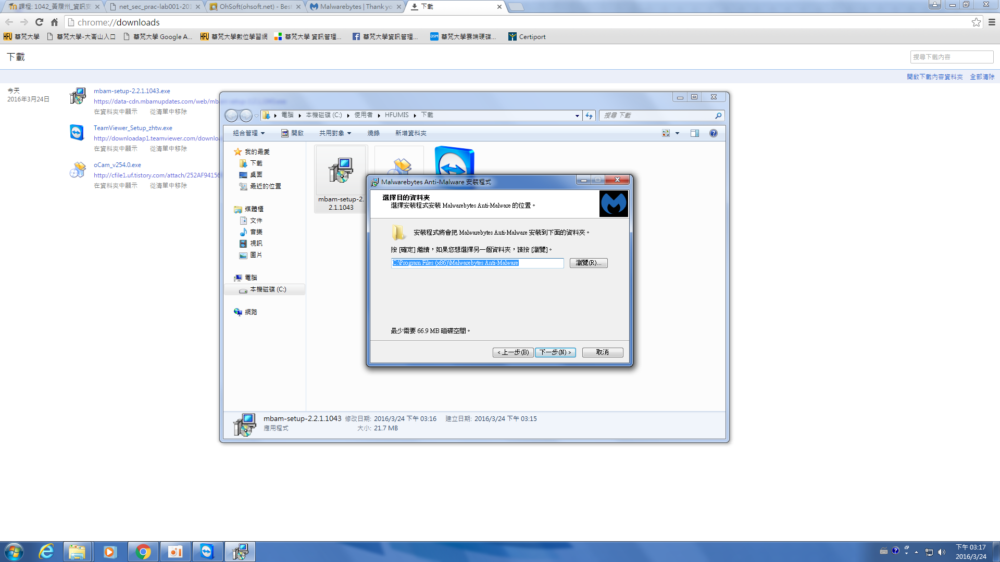 課程: 1042_黃履州_資訊安
net_sec_prac-lab001-201
OhSoft(ohsoft.net) - Best
Malwarebytes | Thank yo
下載
chrome://downloads
HFU 華梵大學
華梵大學-大崙山入口
華梵大學 Google A...
HFU 華梵大學數位學習網
華梵大學 資訊管理...
華梵大學資訊管理...
DSM 華梵大學雲端硬碟...
Certiport
下載
搜尋下載內容
開啟下載內容資料夾 全部清除
今天
2016年3月24日
mbam-setup-2.2.1.1043.exe
https://data-cdn.mbamupdates.com/web/mb
在資料夾中顯示 從清單中移除
TeamViewer_Setup_zhtw.exe
http://downloadap1.teamviewer.com/downloa
在資料夾中顯示 從清單中移除
oCam_v254.0.exe
http://cfile1.uf.tistory.com/attach/252AF94156
在資料夾中顯示 從清單中移除
電腦 本機磁碟 (C:) 使用者 HFUMIS 下載
搜尋 下載
組合管理 開啟 共用對象 燒錄 新增資料夾
我的最愛
下載
桌面
最近的位置
媒體櫃
文件
音樂
視訊
圖片
電腦
本機磁碟 (C:)
網路
mbam-setup-2.
2.1.1043
Malwarebytes Anti-Malware 安裝程式
選擇目的資料夾
選擇安裝程式安裝 Malwarebytes Anti-Malware 的位置。
安裝程式將會把 Malwarebytes Anti-Malware 安裝到下面的資料夾。
按 [確定] 繼續，如果您想選擇另一個資料夾，請按 [瀏覽]。
C:\Program Files (x86)\Malwarebytes Anti-Malware
瀏覽(R)...
最少需要 66.9 MB 磁碟空間。
< 上一步(B) 下一步(N) > 取消
mbam-setup-2.2.1.1043 修改日期: 2016/3/24 下午 03:16 建立日期: 2016/3/24 下午 03:15
應用程式 大小: 21.7 MB
下午 03:17
2016/3/24